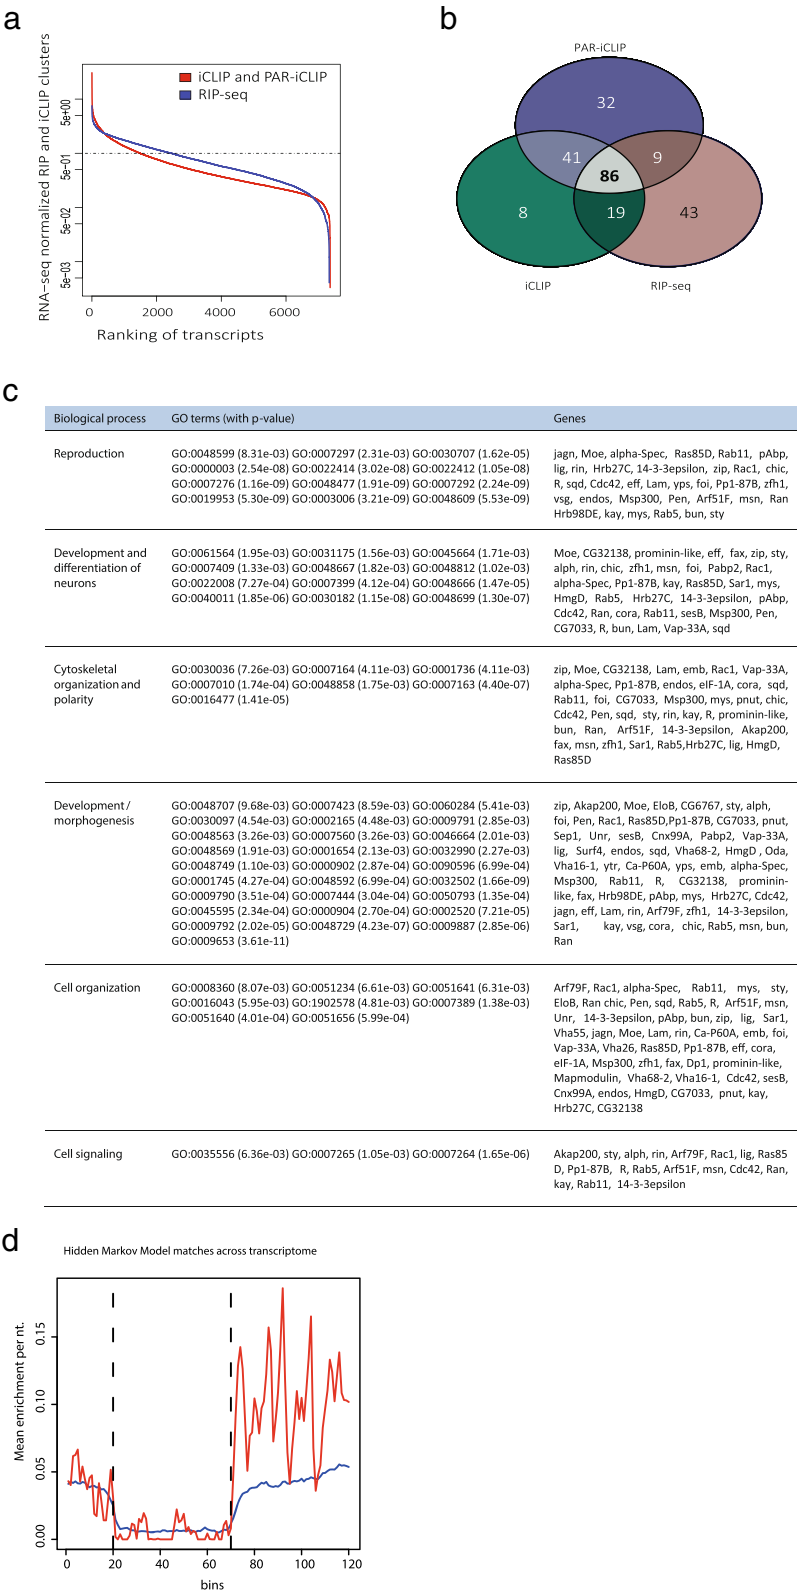 a
RNA−seq normalized RIP and iCLIP clusters
5e+00
5e−01
5e−02
5e−03
iCLIP and PAR-iCLIP
RIP-seq
0 2000 4000 6000
Ranking of transcripts
b
PAR-iCLIP
32
41 9
86
8 19 43
iCLIP RIP-seq
c
Biological process GO terms (with p-value) Genes
Reproduction
GO:0048599 (8.31e-03) GO:0007297 (2.31e-03) GO:0030707 (1.62e-05)
GO:0000003 (2.54e-08) GO:0022414 (3.02e-08) GO:0022412 (1.05e-08)
GO:0007276 (1.16e-09) GO:0048477 (1.91e-09) GO:0007292 (2.24e-09)
GO:0019953 (5.30e-09) GO:0003006 (3.21e-09) GO:0048609 (5.53e-09)
jagn, Moe, alpha-Spec, Ras85D, Rab11, pAbp,
lig, rin, Hrb27C, 14-3-3epsilon, zip, Rac1, chic,
R, sqd, Cdc42, eff, Lam, yps, foi, Pp1-87B, zfh1,
vsg, endos, Msp300, Pen, Arf51F, msn, Ran
Hrb98DE, kay, mys, Rab5, bun, sty
Development and
differentiation of
neurons
GO:0061564 (1.95e-03) GO:0031175 (1.56e-03) GO:0045664 (1.71e-03)
GO:0007409 (1.33e-03) GO:0048667 (1.82e-03) GO:0048812 (1.02e-03)
GO:0022008 (7.27e-04) GO:0007399 (4.12e-04) GO:0048666 (1.47e-05)
GO:0040011 (1.85e-06) GO:0030182 (1.15e-08) GO:0048699 (1.30e-07)
Moe, CG32138, prominin-like, eff, fax, zip, sty,
alph, rin, chic, zfh1, msn, foi, Pabp2, Rac1,
alpha-Spec, Pp1-87B, kay, Ras85D, Sar1, mys,
HmgD, Rab5, Hrb27C, 14-3-3epsilon, pAbp,
Cdc42, Ran, cora, Rab11, sesB, Msp300, Pen,
CG7033, R, bun, Lam, Vap-33A, sqd
Cytoskeletal
organization and
polarity
GO:0030036 (7.26e-03) GO:0007164 (4.11e-03) GO:0001736 (4.11e-03)
GO:0007010 (1.74e-04) GO:0048858 (1.75e-03) GO:0007163 (4.40e-07)
GO:0016477 (1.41e-05)
zip, Moe, CG32138, Lam, emb, Rac1, Vap-33A,
alpha-Spec, Pp1-87B, endos, eIF-1A, cora, sqd,
Rab11, foi, CG7033, Msp300, mys, pnut, chic,
Cdc42, Pen, sqd, sty, rin, kay, R, prominin-like,
bun, Ran, Arf51F, 14-3-3epsilon, Akap200,
fax, msn, zfh1, Sar1, Rab5,Hrb27C, lig, HmgD,
Ras85D
Development /
morphogenesis
GO:0048707 (9.68e-03) GO:0007423 (8.59e-03) GO:0060284 (5.41e-03)
GO:0030097 (4.54e-03) GO:0002165 (4.48e-03) GO:0009791 (2.85e-03)
GO:0048563 (3.26e-03) GO:0007560 (3.26e-03) GO:0046664 (2.01e-03)
GO:0048569 (1.91e-03) GO:0001654 (2.13e-03) GO:0032990 (2.27e-03)
GO:0048749 (1.10e-03) GO:0000902 (2.87e-04) GO:0090596 (6.99e-04)
GO:0001745 (4.27e-04) GO:0048592 (6.99e-04) GO:0032502 (1.66e-09)
GO:0009790 (3.51e-04) GO:0007444 (3.04e-04) GO:0050793 (1.35e-04)
GO:0045595 (2.34e-04) GO:0000904 (2.70e-04) GO:0002520 (7.21e-05)
GO:0009792 (2.02e-05) GO:0048729 (4.23e-07) GO:0009887 (2.85e-06)
GO:0009653 (3.61e-11)
zip, Akap200, Moe, EloB, CG6767, sty, alph,
foi, Pen, Rac1, Ras85D,Pp1-87B, CG7033, pnut,
Sep1, Unr, sesB, Cnx99A, Pabp2, Vap-33A,
lig, Surf4, endos, sqd, Vha68-2, HmgD , Oda,
Vha16-1, ytr, Ca-P60A, yps, emb, alpha-Spec,
Msp300, Rab11, R, CG32138, prominin-
like, fax, Hrb98DE, pAbp, mys, Hrb27C, Cdc42,
jagn, eff, Lam, rin, Arf79F, zfh1, 14-3-3epsilon,
Sar1, kay, vsg, cora, chic, Rab5, msn, bun,
Ran
Cell organization
GO:0008360 (8.07e-03) GO:0051234 (6.61e-03) GO:0051641 (6.31e-03)
GO:0016043 (5.95e-03) GO:1902578 (4.81e-03) GO:0007389 (1.38e-03)
GO:0051640 (4.01e-04) GO:0051656 (5.99e-04)
Arf79F, Rac1, alpha-Spec, Rab11, mys, sty,
EloB, Ran chic, Pen, sqd, Rab5, R, Arf51F, msn,
Unr, 14-3-3epsilon, pAbp, bun, zip, lig, Sar1,
Vha55, jagn, Moe, Lam, rin, Ca-P60A, emb, foi,
Vap-33A, Vha26, Ras85D, Pp1-87B, eff, cora,
eIF-1A, Msp300, zfh1, fax, Dp1, prominin-like,
Mapmodulin, Vha68-2, Vha16-1, Cdc42, sesB,
Cnx99A, endos, HmgD, CG7033, pnut, kay,
Hrb27C, CG32138
Cell signaling
GO:0035556 (6.36e-03) GO:0007265 (1.05e-03) GO:0007264 (1.65e-06)
Akap200, sty, alph, rin, Arf79F, Rac1, lig, Ras85
D, Pp1-87B, R, Rab5, Arf51F, msn, Cdc42, Ran,
kay, Rab11, 14-3-3epsilon
d
Hidden Markov Model matches across transcriptome
Mean enrichment per nt.
0.15
0.10
0.05
0.00
0 20 40 60 80 100 120
bins